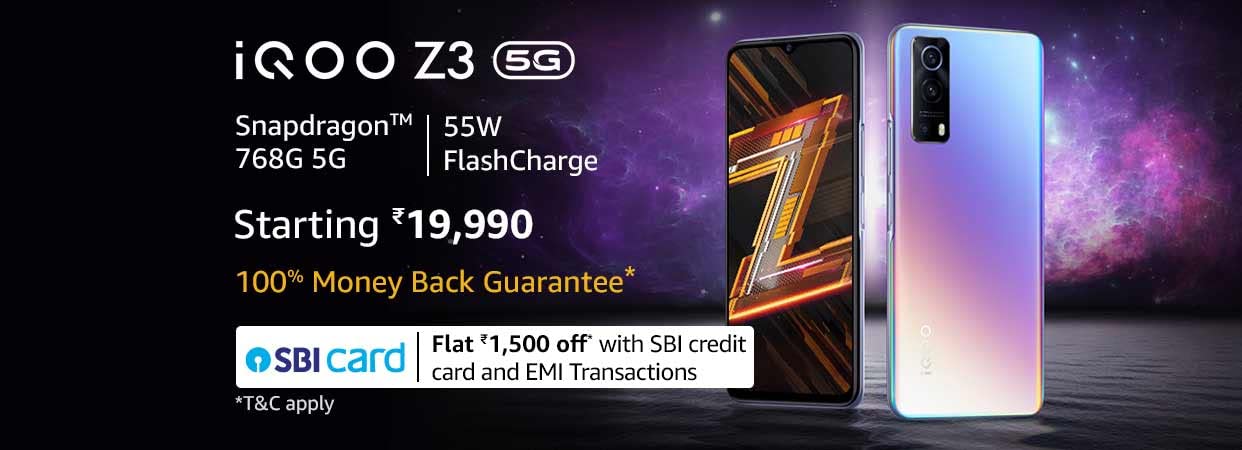 iQOO Z3 5G
Snapdragon™ 768G 5G
55W FlashCharge
Starting ₹19,990
100% Money Back Guarantee*
SBI card
Flat ₹1,500 off* with SBI credit
card and EMI Transactions
*T&C apply
iQOO